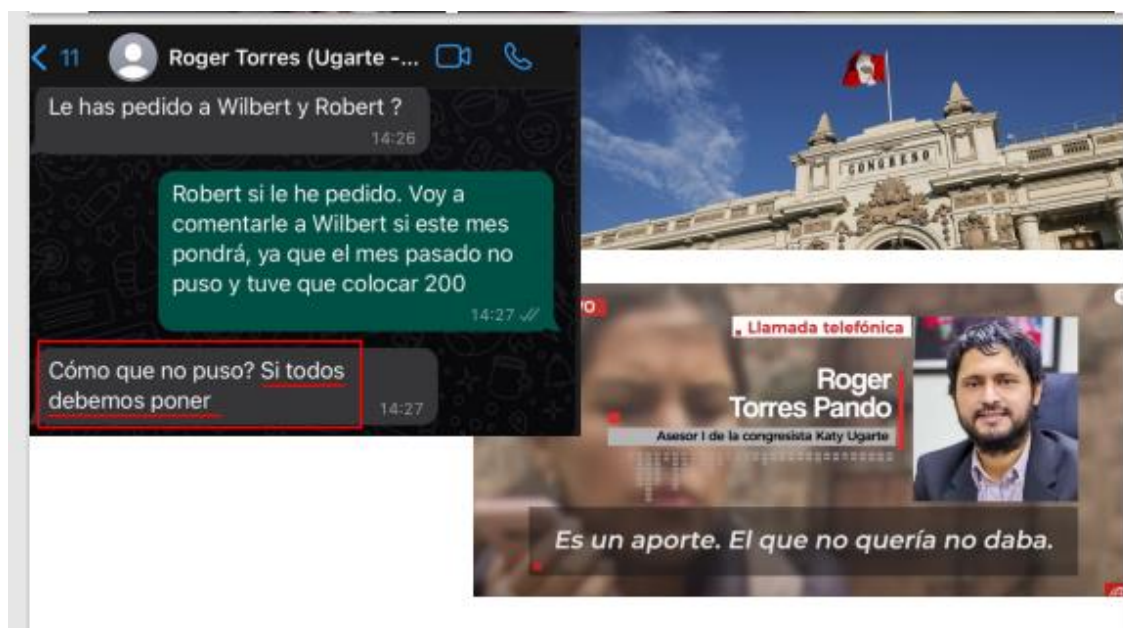 11
Roger Torres (Ugarte -...
Le has pedido a Wilbert y Robert ?
14:26
Robert si le he pedido. Voy a
comentarle a Wilbert si este mes
pondrá, ya que el mes pasado no
puso y tuve que colocar 200
14:27
Cómo que no puso? Si todos
debemos poner
14:27
CONGRESO
Llamada telefónica
Roger
Torres Pando
Asesor I de la congresista Katy Ugarte
Es un aporte. El que no quería no daba.